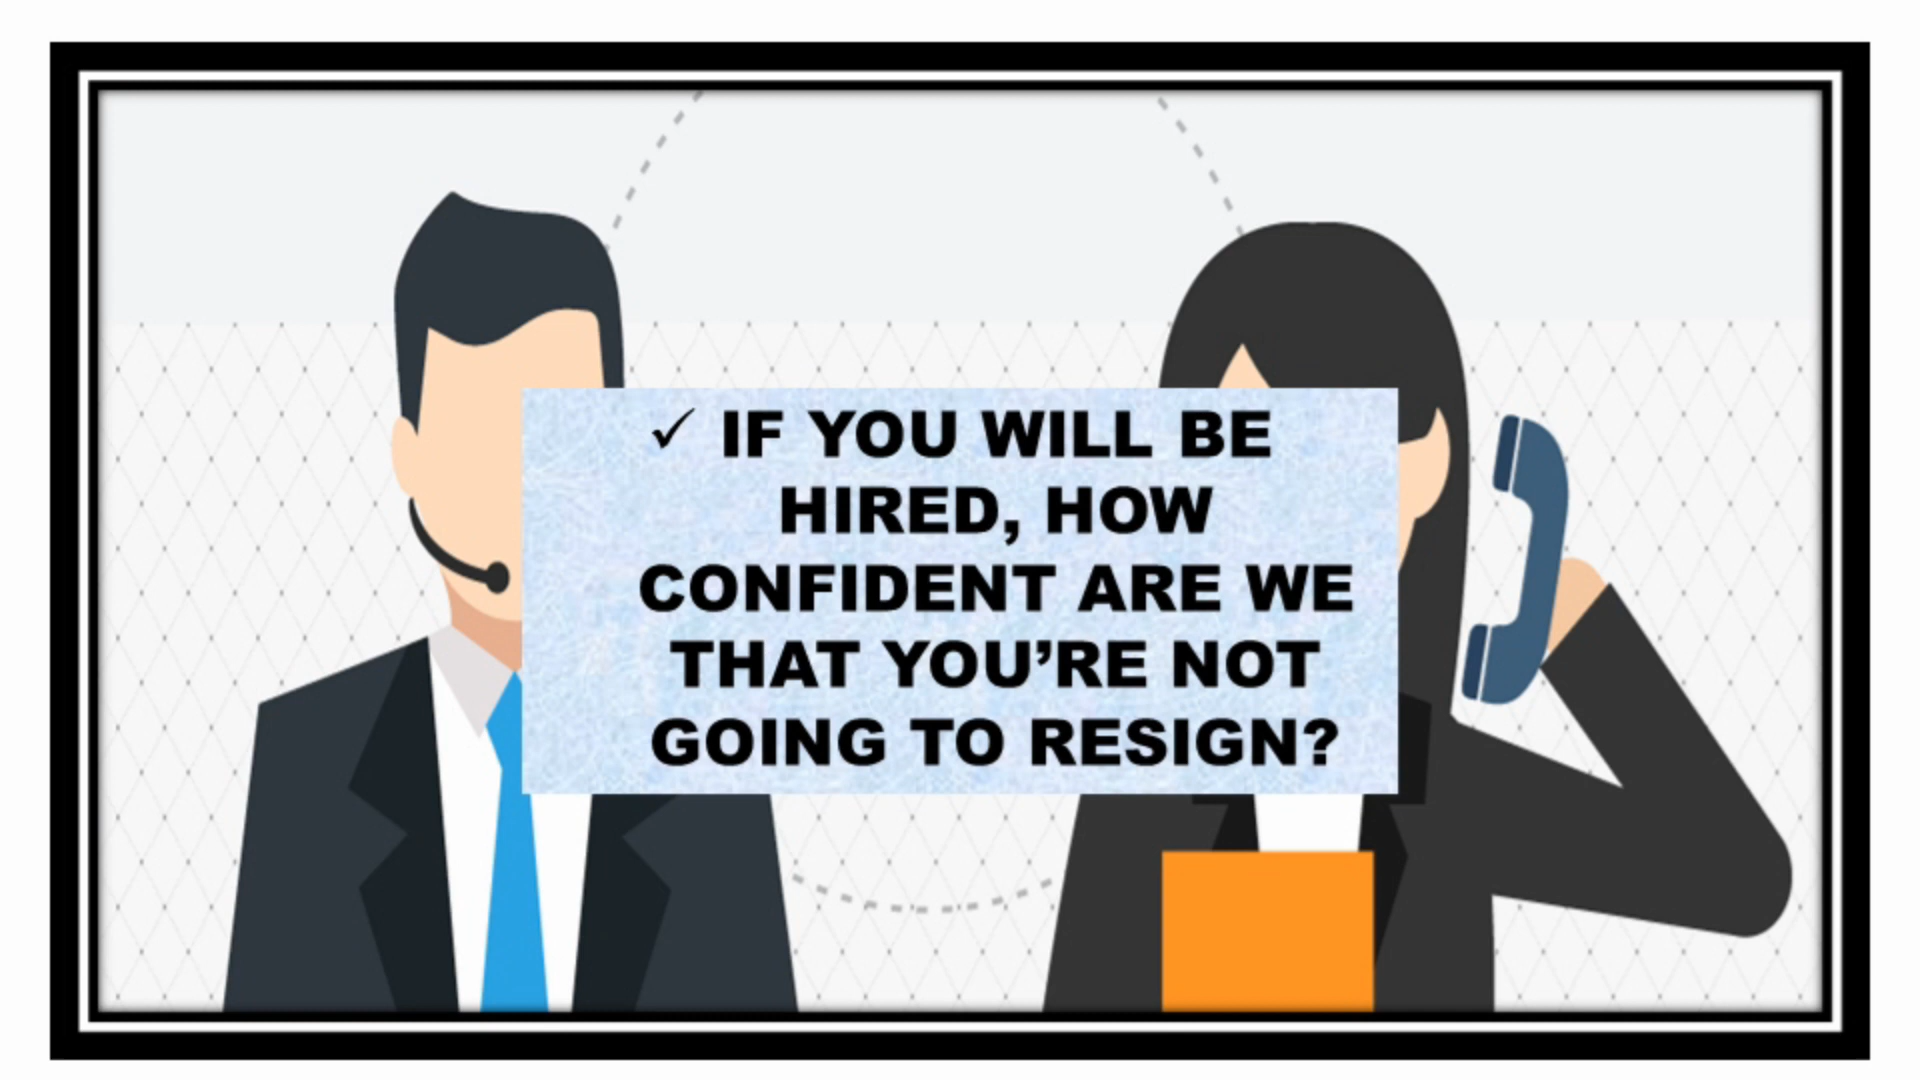 ✓ IF YOU WILL BE
HIRED, HOW
CONFIDENT ARE WE
THAT YOU’RE NOT
GOING TO RESIGN?